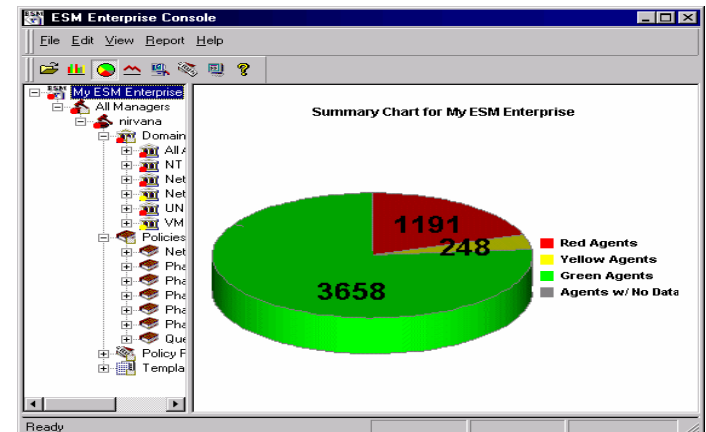 ESM Enterprise Console
File Edit View Report Help
My ESM Enterprise
All Managers
nirvana
Domain
All A
NT
Net
Net
UN
VM
Policies
Net
Pha
Pha
Pha
Pha
Que
Policy F
Templa
Summary Chart for My ESM Enterprise
1191
248
3658
Red Agents
Yellow Agents
Green Agents
Agents w/ No Data
Ready